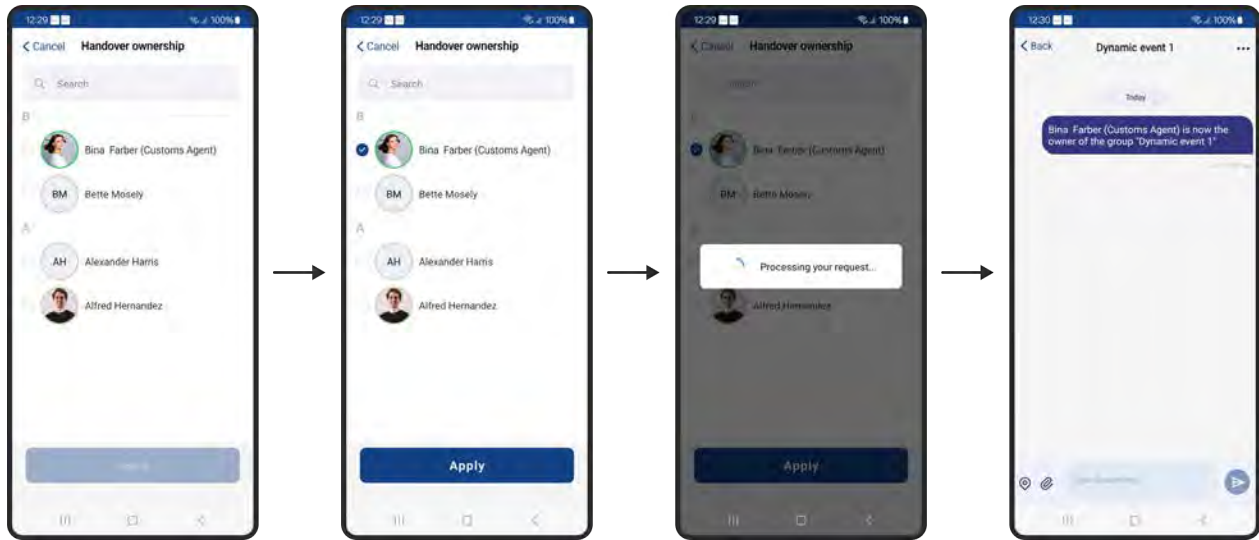 12:29
100%
Cancel Handover ownership
Search
B
Bina Farber (Customs Agent)
BM Bette Mosely
A
AH Alexander Harris
Alfred Hernandez
12:29
100%
Cancel Handover ownership
Search
B
Bina Farber (Customs Agent)
BM Bette Mosely
A
AH Alexander Harris
Alfred Hernandez
Apply
12:29
100%
Cancel Handover ownership
Bina Farber (Customs Agent)
BM Bette Mosely
Processing your request...
Alfred Hernandez
Apply
12:30
100%
Back Dynamic event 1
Today
Bina Farber (Customs Agent) is now the
owner of the group "Dynamic event 1"